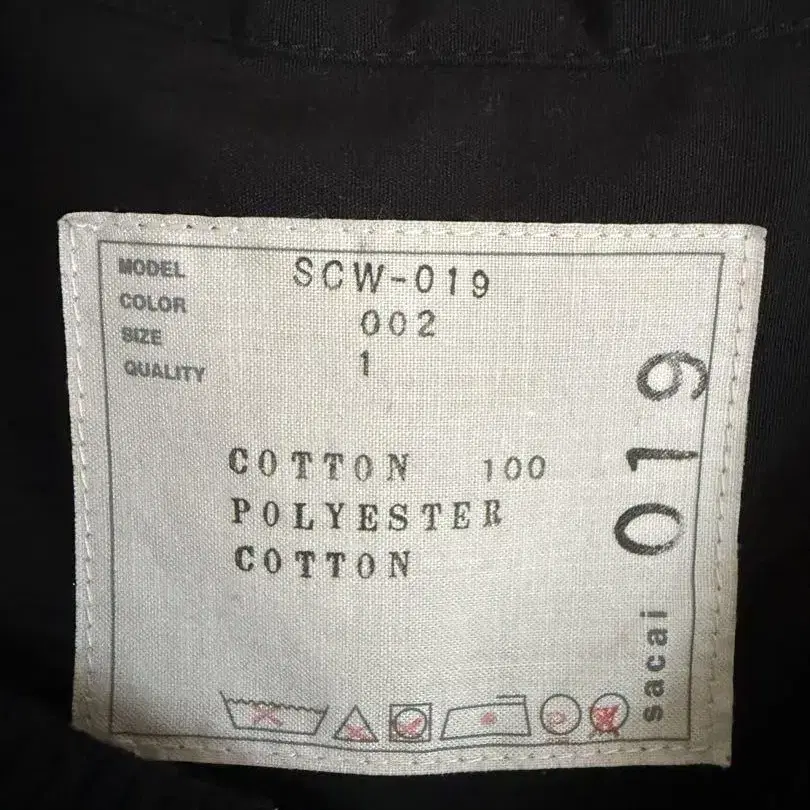 MODEL SCW-019
COLOR 002
SIZE 1
QUALITY
COTTON 100
POLYESTER
COTTON
sacai 019